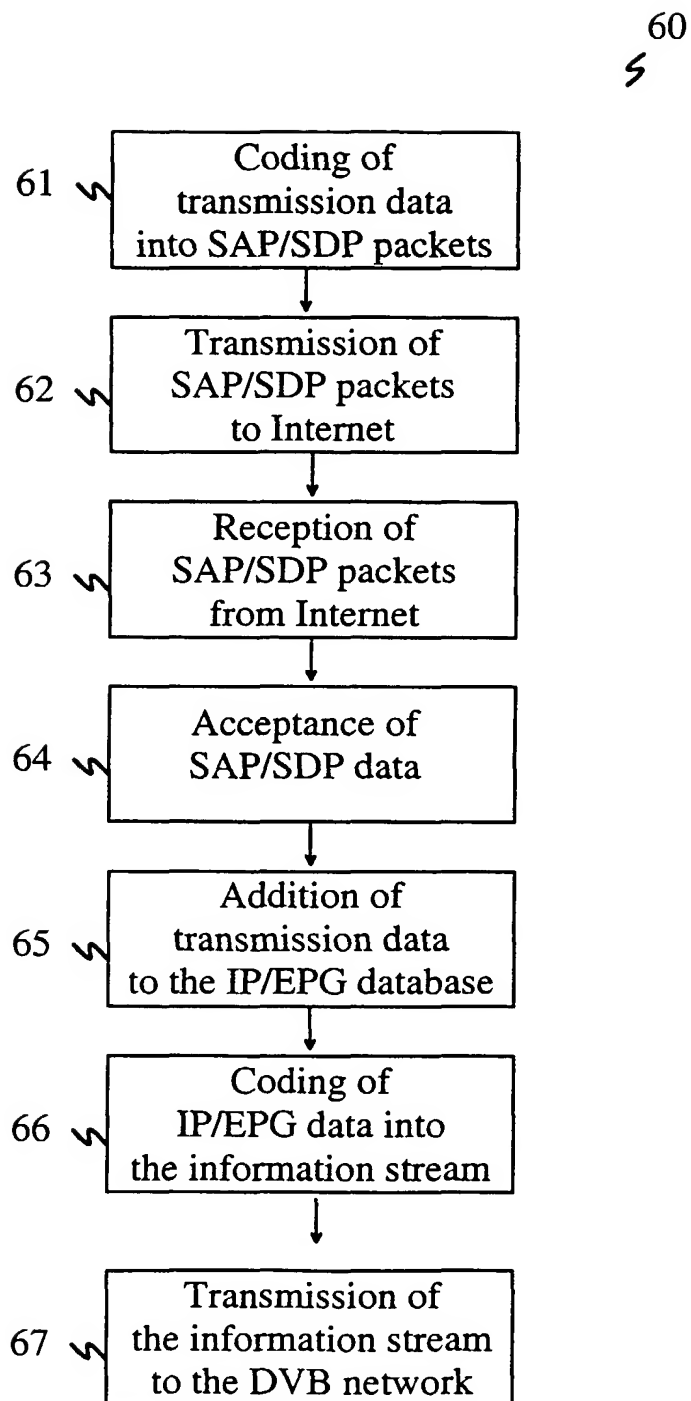 60
61
Coding of
transmission data
into SAP/SDP packets
62
Transmission of
SAP/SDP packets
to Internet
63
Reception of
SAP/SDP packets
from Internet
64
Acceptance of
SAP/SDP data
65
Addition of
transmission data
to the IP/EPG database
66
Coding of
IP/EPG data into
the information stream
67
Transmission of
the information stream
to the DVB network